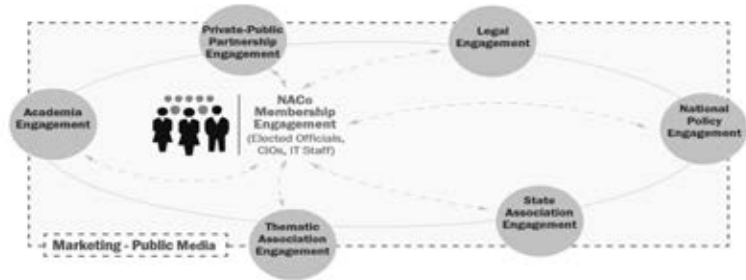 Private-Public
Partnership
Engagement
Legal
Engagement
Academia
Engagement
NACo
Membership
Engagement
(Elected Officials,
CIOs, IT Staff)
National
Policy
Engagement
State
Association
Engagement
Thematic
Association
Engagement
Marketing - Public Media